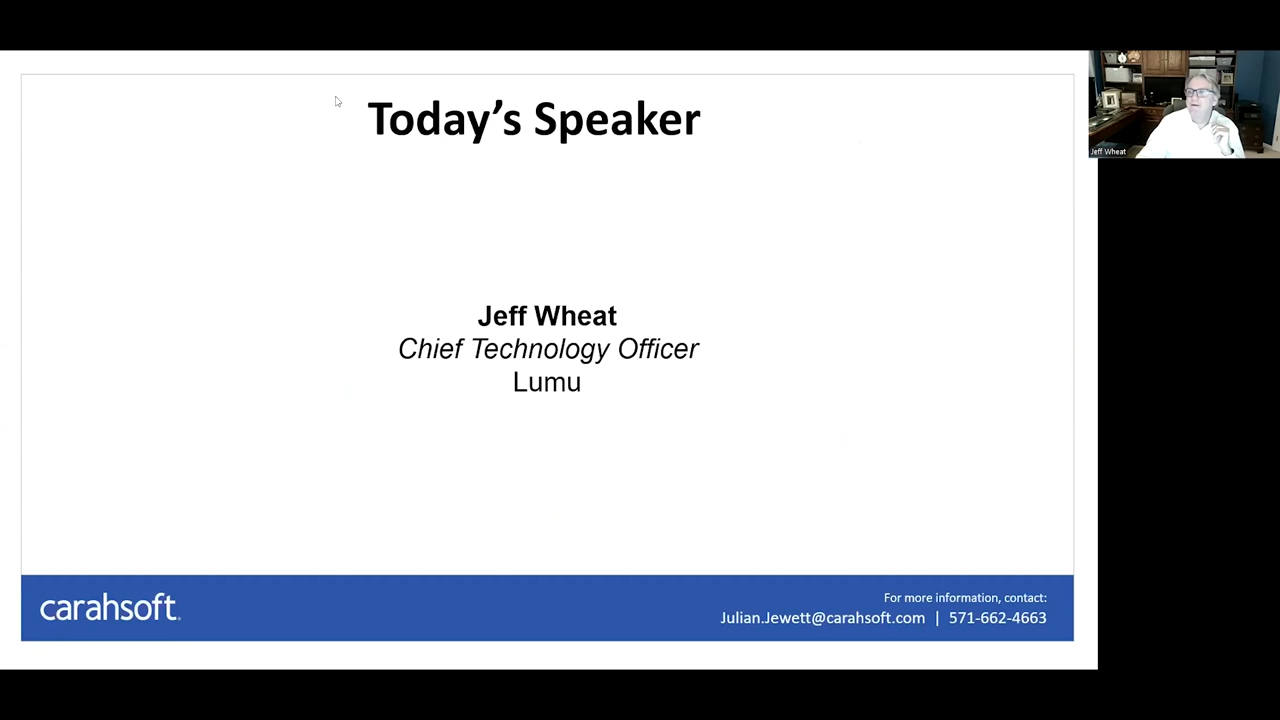 Today's Speaker
Jeff Wheat
Jeff Wheat
Chief Technology Officer
Lumu
carahsoft.
For more information, contact:
Julian.Jewett@carahsoft.com | 571-662-4663